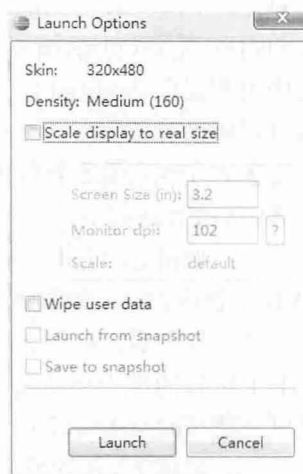 Launch Options
Skin: 320x480
Density: Medium (160)
Scale display to real size
Screen Size (in): 3.2
Monitor dpi: 102 ?
Scale: default
Wipe user data
Launch from snapshot
Save to snapshot
Launch Cancel